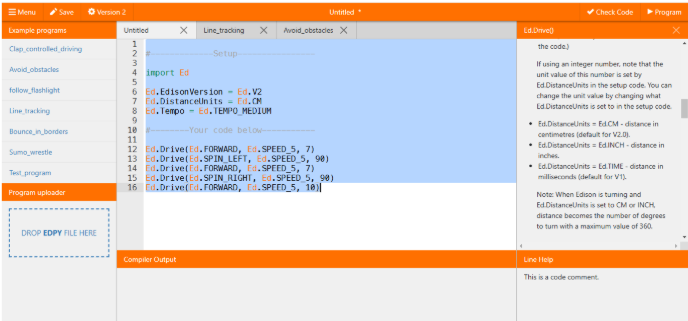 Menu Save Version 2 Untitled * Check Code Program
Example programs
Clap_controlled_driving
Avoid_obstacles
follow_flashlight
Line_tracking
Bounce_in_borders
Sumo_wrestle
Test_program
Program uploader
DROP EDPY FILE HERE
Untitled X Line_tracking X Avoid_obstacles X
1
2 #---------------Setup-------------------
3
4 import Ed
5
6 Ed.EdisonVersion = Ed.V2
7 Ed.DistanceUnits = Ed.CM
8 Ed.Tempo = Ed.TEMPO_MEDIUM
9
10 #---------Your code below-------------
11
12 Ed.Drive(Ed.FORWARD, Ed.SPEED_5, 7)
13 Ed.Drive(Ed.SPIN_LEFT, Ed.SPEED_5, 90)
14 Ed.Drive(Ed.FORWARD, Ed.SPEED_5, 7)
15 Ed.Drive(Ed.SPIN_RIGHT, Ed.SPEED_5, 90)
16 Ed.Drive(Ed.FORWARD, Ed.SPEED_5, 10)
Compiler Output
Ed.Drive()
the code.)
If using an integer number, note that the
unit value of this number is set by
Ed.DistanceUnits in the setup code. You can
change the unit value by changing what
Ed.DistanceUnits is set to in the setup code.
• Ed.DistanceUnits = Ed.CM - distance in
centimetres (default for V2.0).
• Ed.DistanceUnits = Ed.INCH - distance in
inches.
• Ed.DistanceUnits = Ed.TIME - distance in
milliseconds (default for V1).
Note: When Edison is turning and
Ed.DistanceUnits is set to CM or INCH,
distance becomes the number of degrees
to turn with a maximum value of 360.
Line Help
This is a code comment.